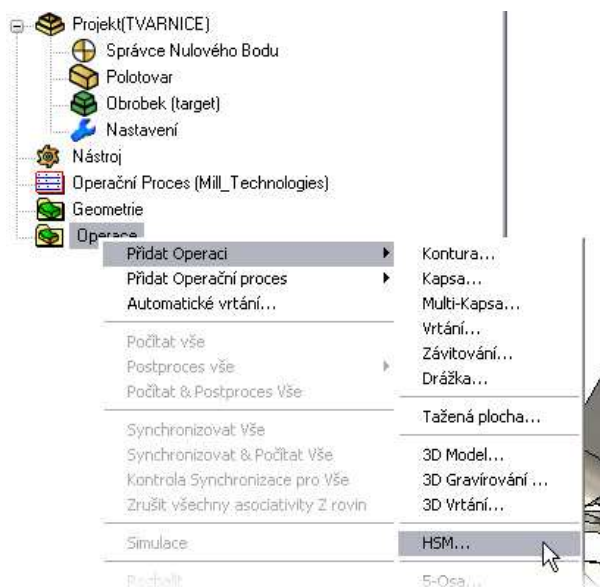 Projekt(TVARNICE)
Správce Nulového Bodu
Polotovar
Obrobek (target)
Nastavení
Nástroj
Operační Proces (Mill_Technologies)
Geometrie
Operace
Přidat Operaci
Přidat Operační proces
Automatické vrtání...
Počítat vše
Postproces vše
Počítat & Postproces Vše
Synchronizovat Vše
Synchronizovat & Počítat Vše
Kontrola Synchronizace pro Vše
Zrušit všechny asociativity Z rovin
Simulace
Rozbalit
Kontura...
Kapsa...
Multi-Kapsa...
Vrtání...
Závitování...
Drážka...
Tažená plocha...
3D Model...
3D Gravírování ...
3D Vrtání...
HSM...
5-Osa...